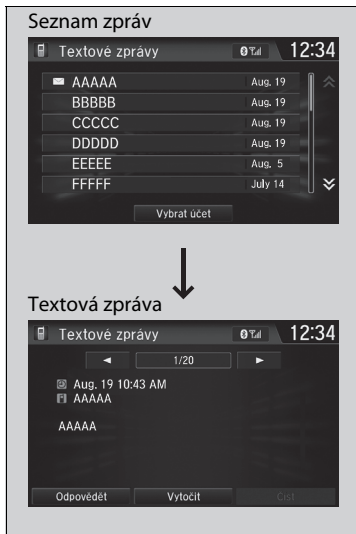 Seznam zpráv
Textové zprávy 12:34
AAAAA Aug. 19
BBBBB Aug. 19
CCCCC Aug. 19
DDDDD Aug. 19
EEEEE Aug. 5
FFFFF July 14
Vybrat účet
Textová zpráva
Textové zprávy 12:34
1/20
Aug. 19 10:43 AM
AAAAA
AAAAA
Odpovědět Vytočit Číst